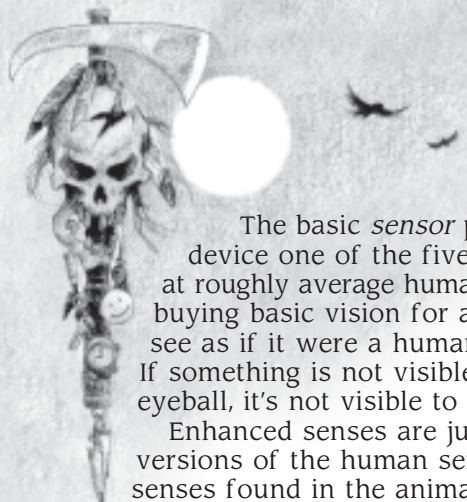 The basic sensor
device one of the five
at roughly average huma
buying basic vision for a
see as if it were a human
If something is not visible
eyeball, it's not visible to
Enhanced senses are ju
versions of the human se
senses found in the anima